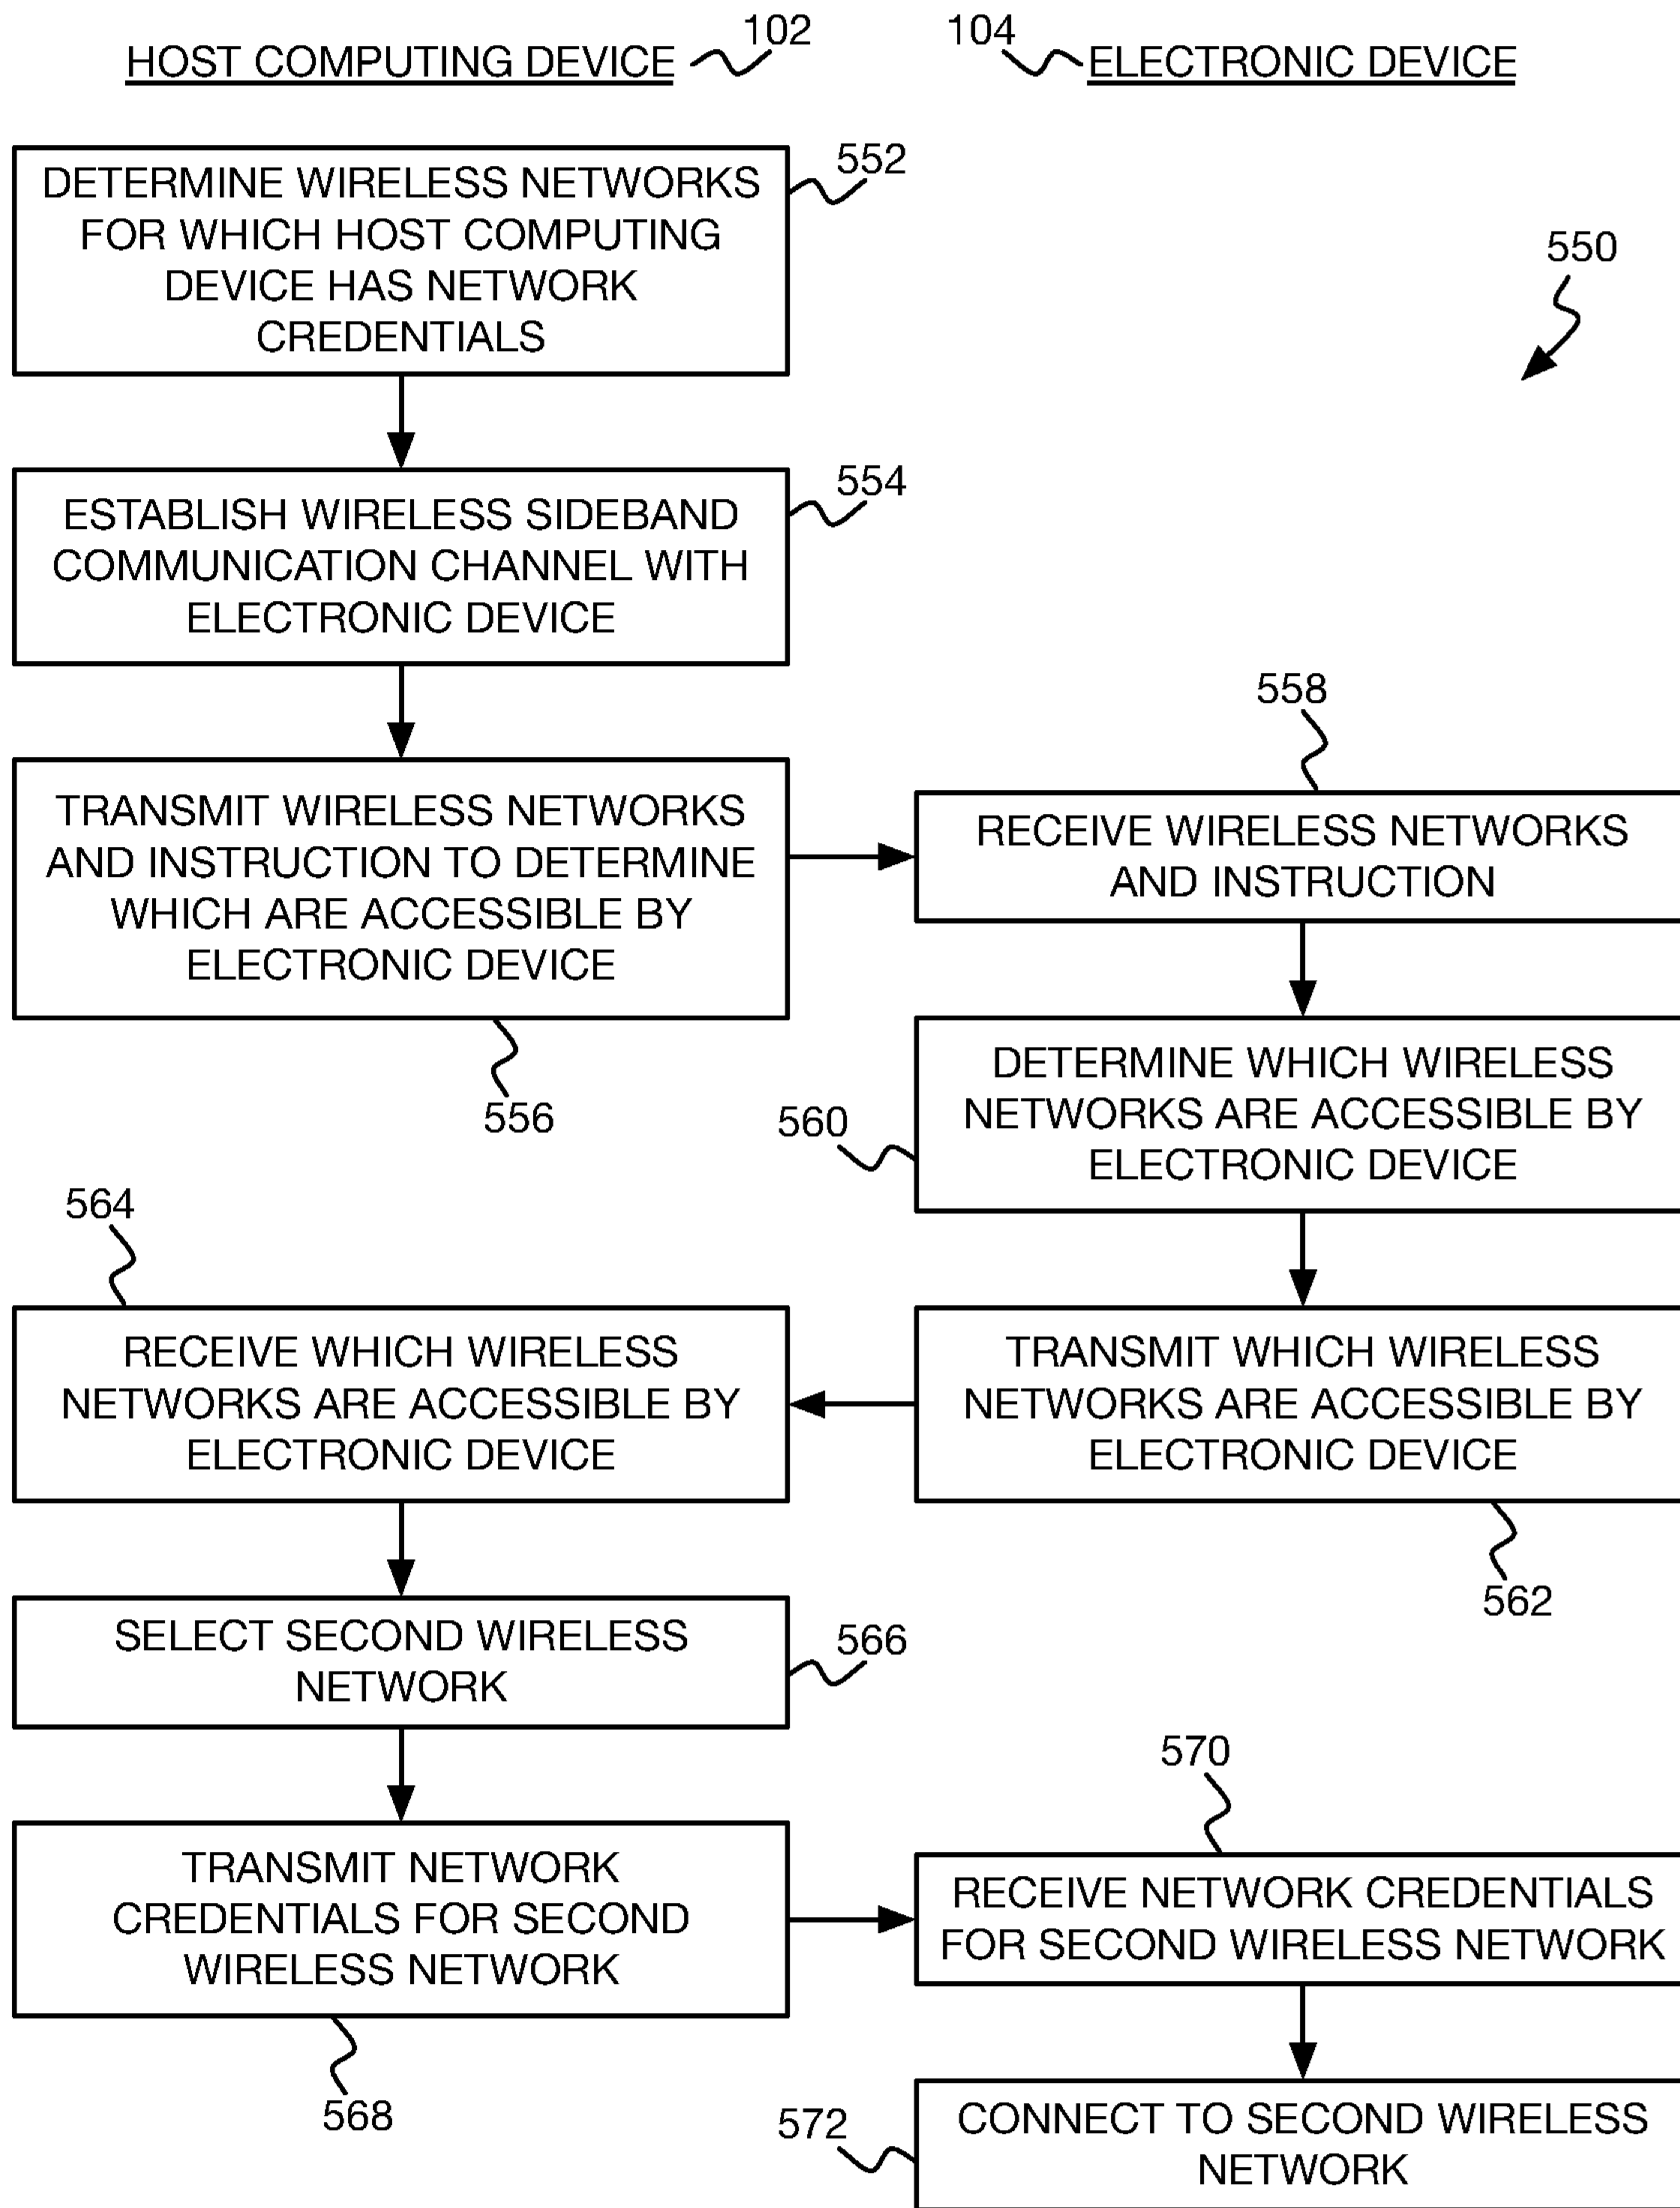 HOST COMPUTING DEVICE 102
104 ELECTRONIC DEVICE
550
DETERMINE WIRELESS NETWORKS
FOR WHICH HOST COMPUTING
DEVICE HAS NETWORK
CREDENTIALS
552
ESTABLISH WIRELESS SIDEBAND
COMMUNICATION CHANNEL WITH
ELECTRONIC DEVICE
554
TRANSMIT WIRELESS NETWORKS
AND INSTRUCTION TO DETERMINE
WHICH ARE ACCESSIBLE BY
ELECTRONIC DEVICE
556
558
RECEIVE WIRELESS NETWORKS
AND INSTRUCTION
560
DETERMINE WHICH WIRELESS
NETWORKS ARE ACCESSIBLE BY
ELECTRONIC DEVICE
TRANSMIT WHICH WIRELESS
NETWORKS ARE ACCESSIBLE BY
ELECTRONIC DEVICE
562
564
RECEIVE WHICH WIRELESS
NETWORKS ARE ACCESSIBLE BY
ELECTRONIC DEVICE
SELECT SECOND WIRELESS
NETWORK
566
TRANSMIT NETWORK
CREDENTIALS FOR SECOND
WIRELESS NETWORK
568
570
RECEIVE NETWORK CREDENTIALS
FOR SECOND WIRELESS NETWORK
572
CONNECT TO SECOND WIRELESS
NETWORK